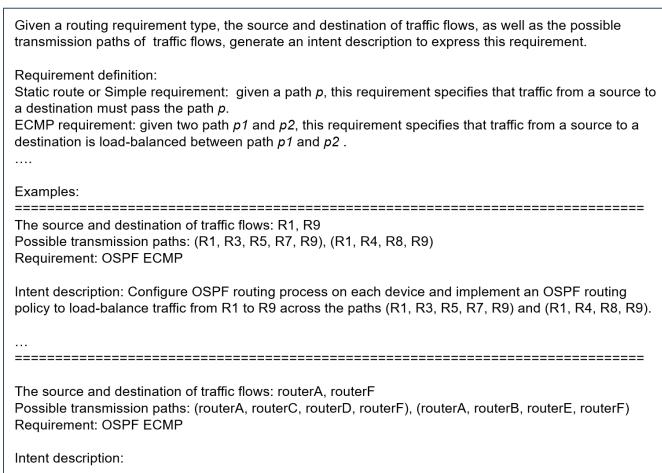 Given a routing requirement type, the source and destination of traffic flows, as well as the possible
transmission paths of traffic flows, generate an intent description to express this requirement.
Requirement definition:
Static route or Simple requirement: given a path p, this requirement specifies that traffic from a source to
a destination must pass the path p.
ECMP requirement: given two path p1 and p2, this requirement specifies that traffic from a source to a
destination is load-balanced between path p1 and p2 .
....
Examples:
==============================================================================
The source and destination of traffic flows: R1, R9
Possible transmission paths: (R1, R3, R5, R7, R9), (R1, R4, R8, R9)
Requirement: OSPF ECMP
Intent description: Configure OSPF routing process on each device and implement an OSPF routing
policy to load-balance traffic from R1 to R9 across the paths (R1, R3, R5, R7, R9) and (R1, R4, R8, R9).
...
==============================================================================
The source and destination of traffic flows: routerA, routerF
Possible transmission paths: (routerA, routerC, routerD, routerF), (routerA, routerB, routerE, routerF)
Requirement: OSPF ECMP
Intent description: